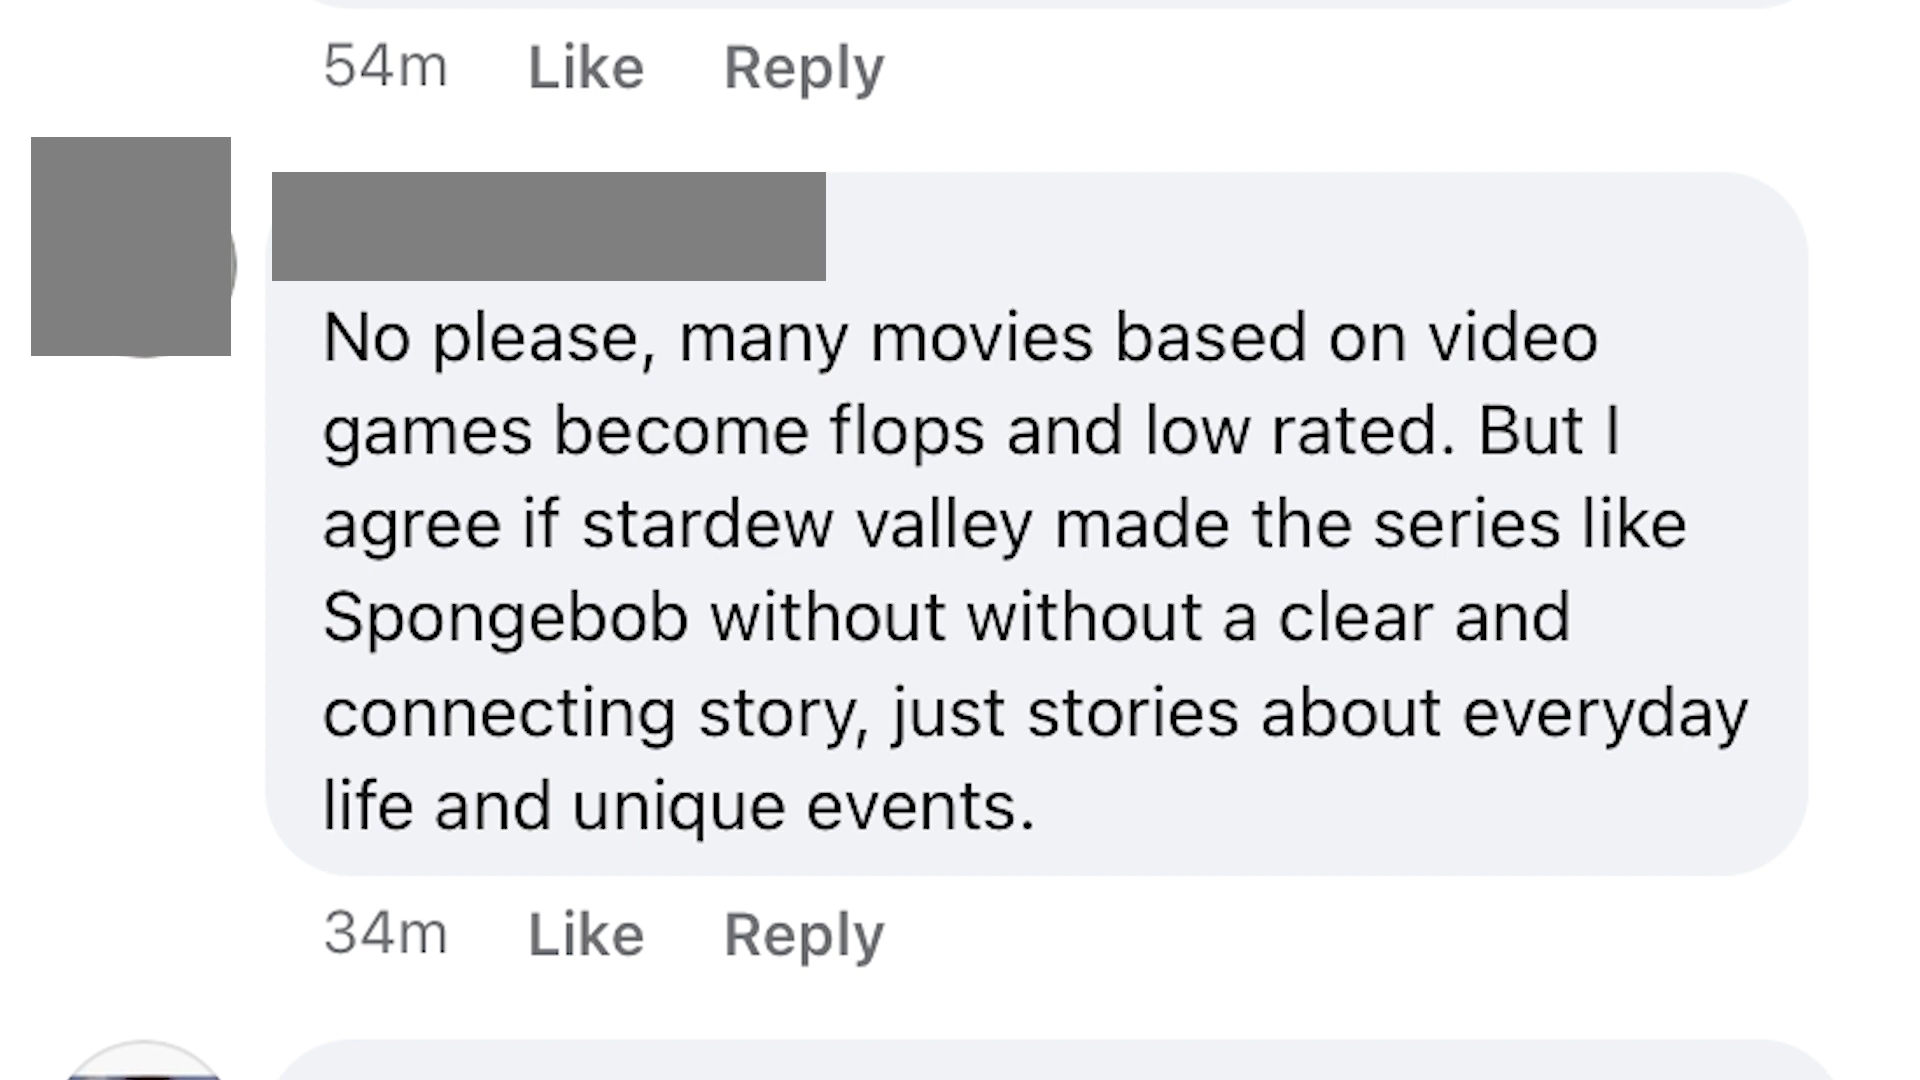 54m Like Reply
No please, many movies based on video
games become flops and low rated. But I
agree if stardew valley made the series like
Spongebob without without a clear and
connecting story, just stories about everyday
life and unique events.
34m Like Reply